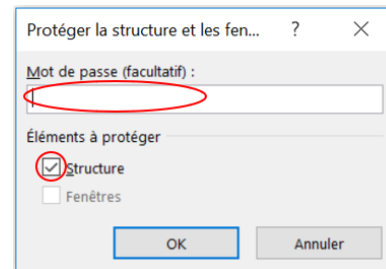 Protéger la structure et les fen... ?
Mot de passe (facultatif) :
Éléments à protéger
Structure
Fenêtres
OK Annuler